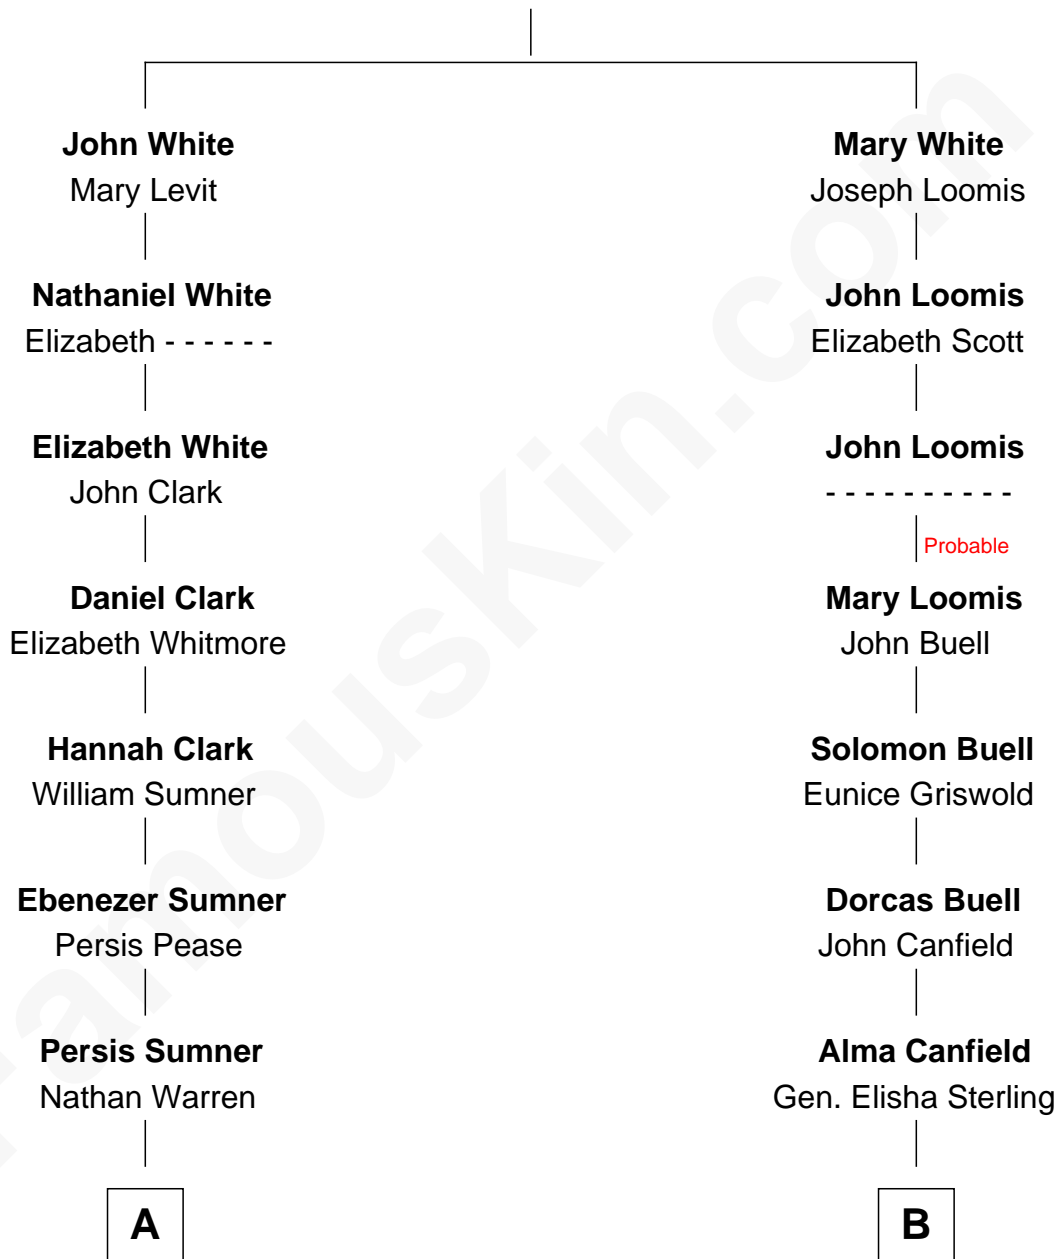 John White
Mary Levit
Mary White
Joseph Loomis
Nathaniel White
Elizabeth - - - - - -
John Loomis
Elizabeth Scott
Elizabeth White
John Clark
John Loomis
- - - - - - - - - -
Probable
Daniel Clark
Elizabeth Whitmore
Mary Loomis
John Buell
Hannah Clark
William Sumner
Solomon Buell
Eunice Griswold
Ebenezer Sumner
Persis Pease
Dorcas Buell
John Canfield
Persis Sumner
Nathan Warren
Alma Canfield
Gen. Elisha Sterling
A
B
FamousKin.com